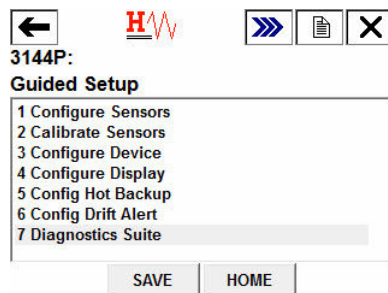 H
3144P:
Guided Setup
1 Configure Sensors
2 Calibrate Sensors
3 Configure Device
4 Configure Display
5 Config Hot Backup
6 Config Drift Alert
7 Diagnostics Suite
SAVE HOME